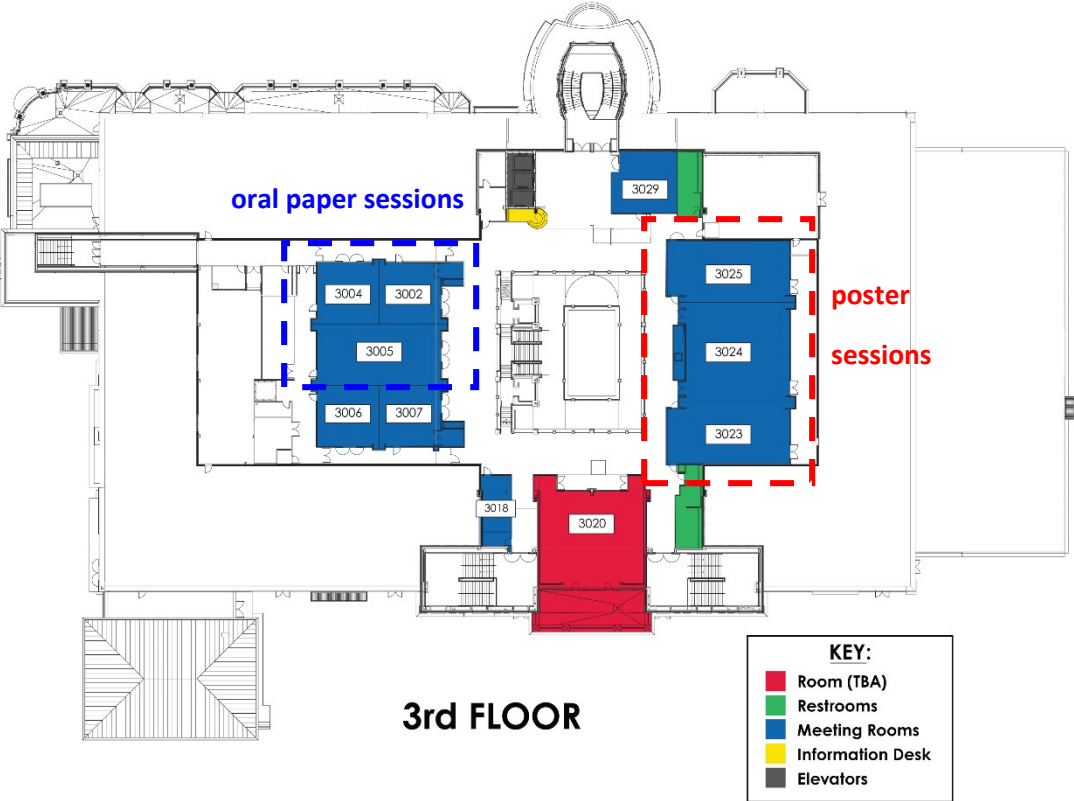 3029
oral paper sessions
3025
3004
3002
poster
3005
3024
sessions
3006
3007
3023
3018
3020
KEY:
Room (TBA)
Restrooms
Meeting Rooms
Information Desk
Elevators
3rd FLOOR